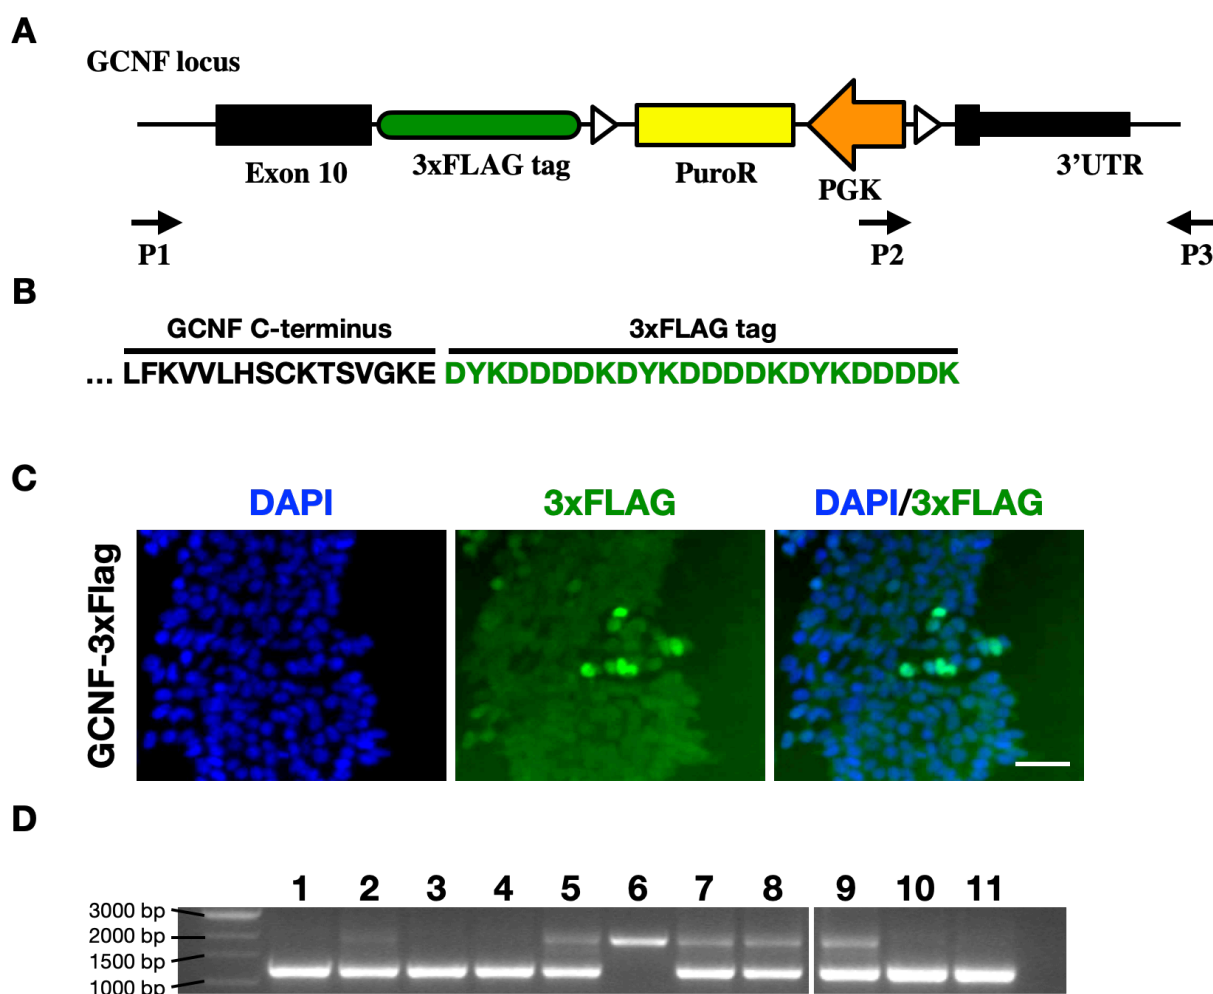 A
GCNF locus
Exon 10
3xFLAG tag
PuroR
PGK
3’UTR
P1
P2
P3
B
GCNF C-terminus
3xFLAG tag
... LFKVVLHSCKTSVGKE DYKDDDDKDYKDDDDKDYKDDDDK
C
DAPI
3xFLAG
DAPI/3xFLAG
GCNF-3xFlag
D
1 2 3 4 5 6 7 8 9 10 11
3000 bp
2000 bp
1500 bp
1000 bp